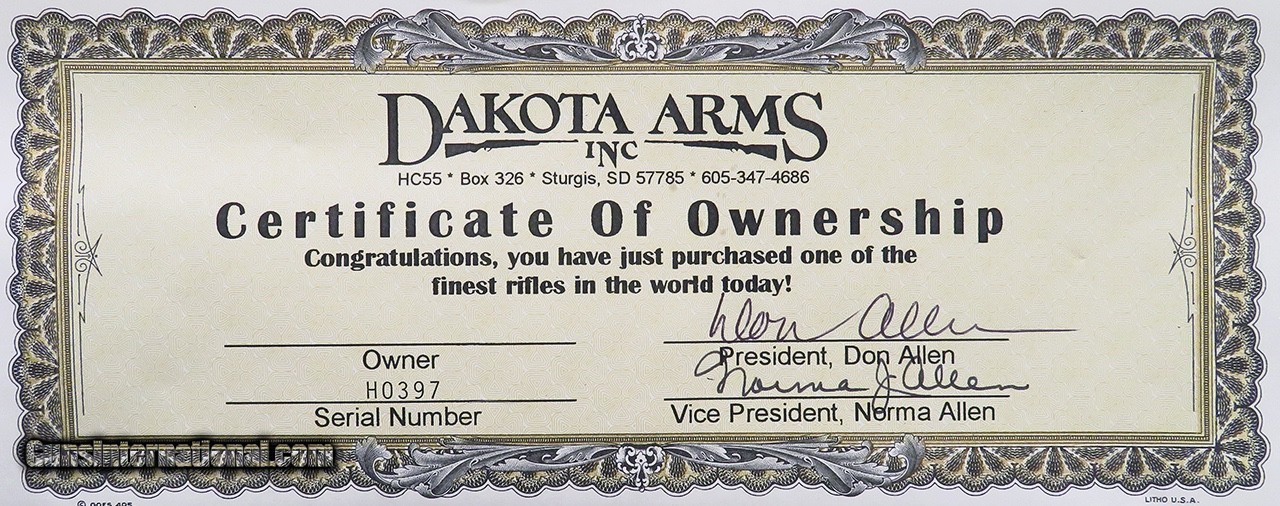 DAKOTA ARMS
INC
HC55 * Box 326 * Sturgis, SD 57785 * 605-347-4686
Certificate Of Ownership
Congratulations, you have just purchased one of the
finest rifles in the world today!
Don Allen
Owner
President, Don Allen
H0397
Norma J. Allen
Serial Number
Vice President, Norma Allen
GunsInternational.com
LITHO U.S.A.